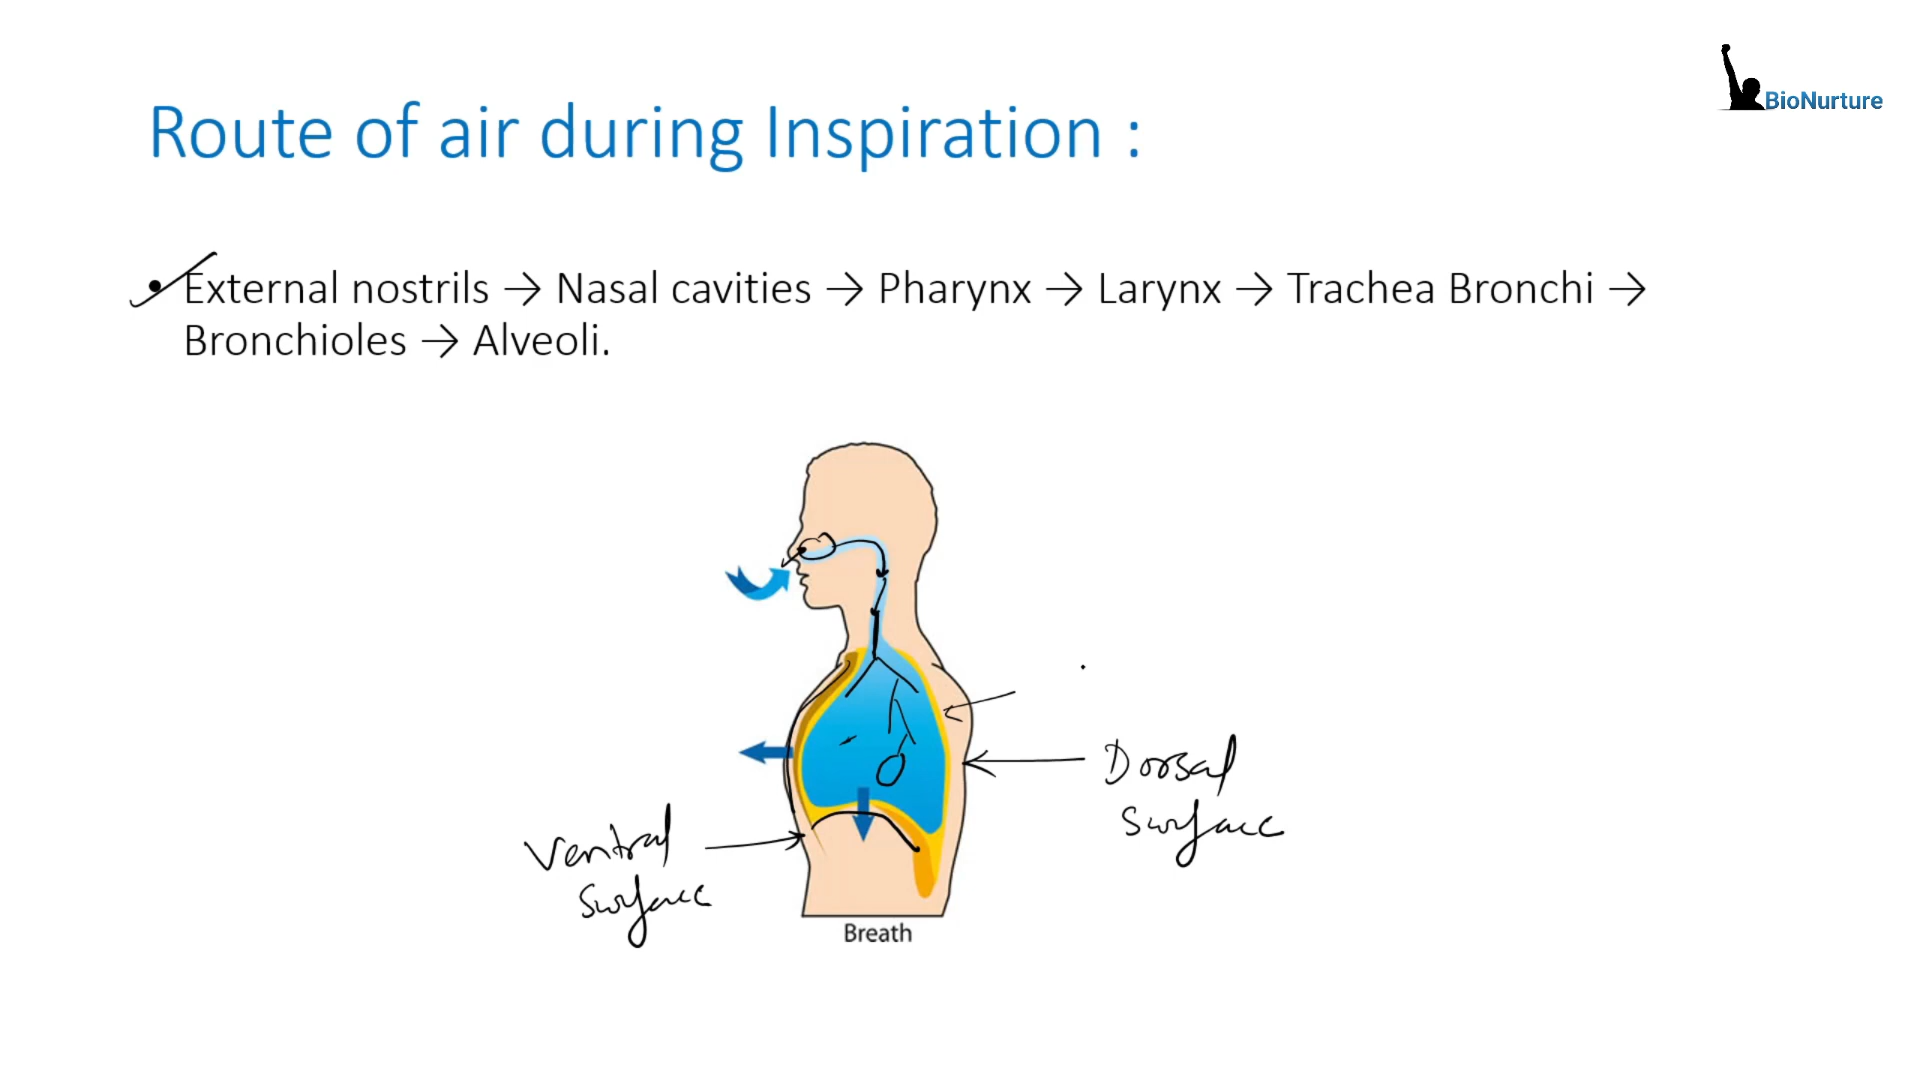 BioNurture
Route of air during Inspiration :
• External nostrils → Nasal cavities → Pharynx → Larynx → Trachea Bronchi →
Bronchioles → Alveoli.
Dorsal
Surface
Ventral
Surface
Breath